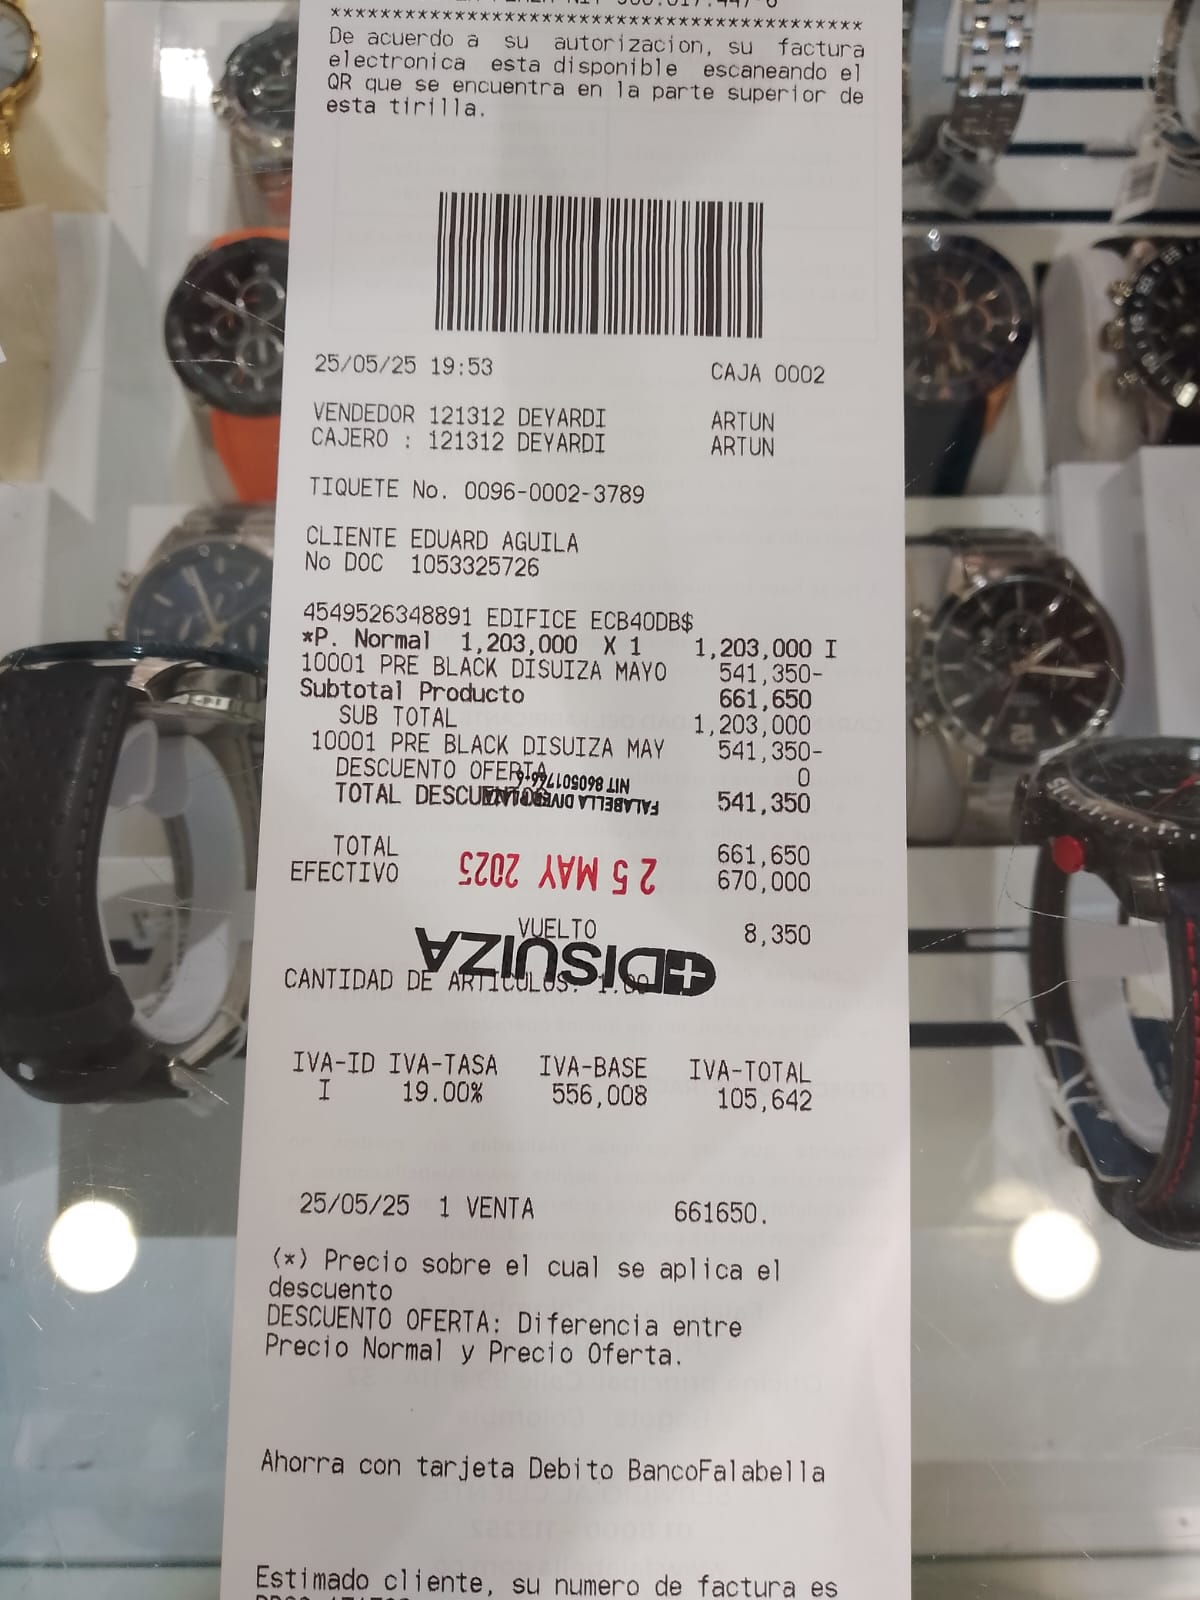 ******************************************
De acuerdo a su autorizacion, su factura
electronica esta disponible escaneando el
QR que se encuentra en la parte superior de
esta tirilla.
25/05/25 19:53 CAJA 0002
VENDEDOR 121312 DEYARDI ARTUN
CAJERO : 121312 DEYARDI ARTUN
TIQUETE No. 0096-0002-3789
CLIENTE EDUARD AGUILA
No DOC 1053325726
4549526348891 EDIFICE ECB40DB$
*P. Normal 1,203,000 X 1 1,203,000 I
10001 PRE BLACK DISUIZA MAYO 541,350-
Subtotal Producto 661,650
SUB TOTAL 1,203,000
10001 PRE BLACK DISUIZA MAY 541,350-
DESCUENTO OFERTA 0
TOTAL DESCUENTOS 541,350
FALABELLA DIVER PLAZA
NIT 860501766-6
TOTAL 661,650
EFECTIVO 670,000
25 MAY 2025
VUELTO 8,350
DISUIZA
CANTIDAD DE ARTICULOS: 1.00
IVA-ID IVA-TASA IVA-BASE IVA-TOTAL
I 19.00% 556,008 105,642
25/05/25 1 VENTA 661650.
(*) Precio sobre el cual se aplica el
descuento
DESCUENTO OFERTA: Diferencia entre
Precio Normal y Precio Oferta.
Ahorra con tarjeta Debito BancoFalabella
Estimado cliente, su numero de factura es